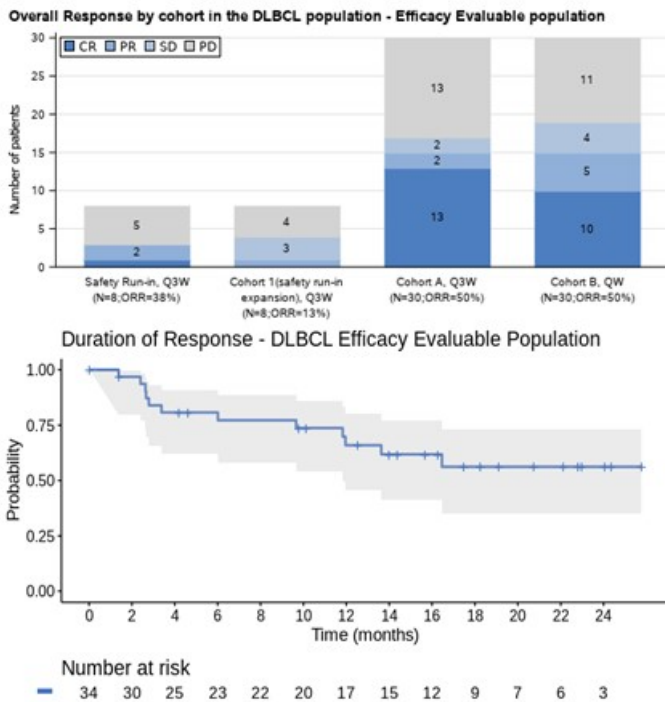 Overall Response by cohort in the DLBCL population - Efficacy Evaluable population
CR PR SD PD
Number of patients
30
25
20
15
10
5
0
5
2
4
3
13
2
2
13
11
4
5
10
Safety Run-in, Q3W
(N=8;ORR=38%)
Cohort 1(safety run-in
expansion), Q3W
(N=8;ORR=13%)
Cohort A, Q3W
(N=30;ORR=50%)
Cohort B, QW
(N=30;ORR=50%)
Duration of Response - DLBCL Efficacy Evaluable Population
Probability
1.00
0.75
0.50
0.25
0.00
0 2 4 6 8 10 12 14 16 18 20 22 24
Time (months)
Number at risk
34 30 25 23 22 20 17 15 12 9 7 6 3